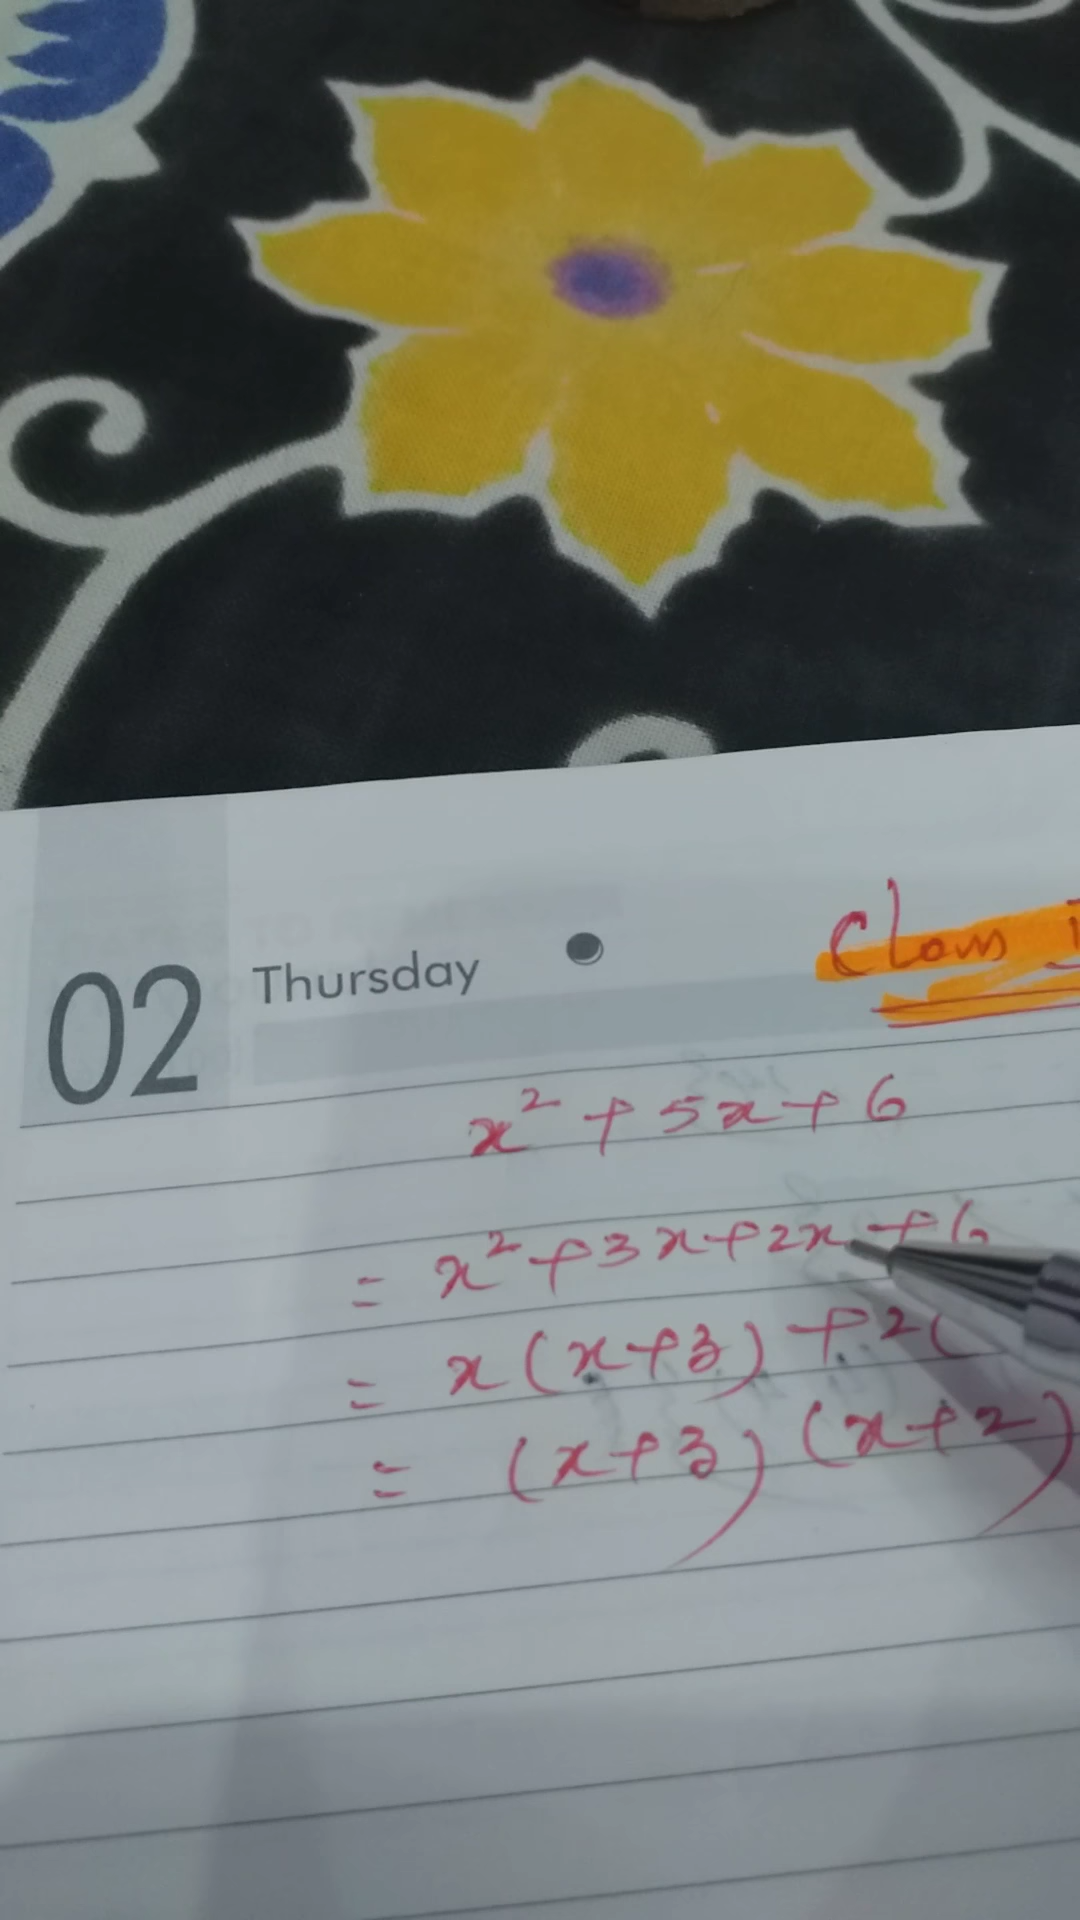 02 Thursday
Class
x² + 5x + 6
= x² + 3x + 2x + 6
= x (x+3) + 2(
= (x+3) (x+2)